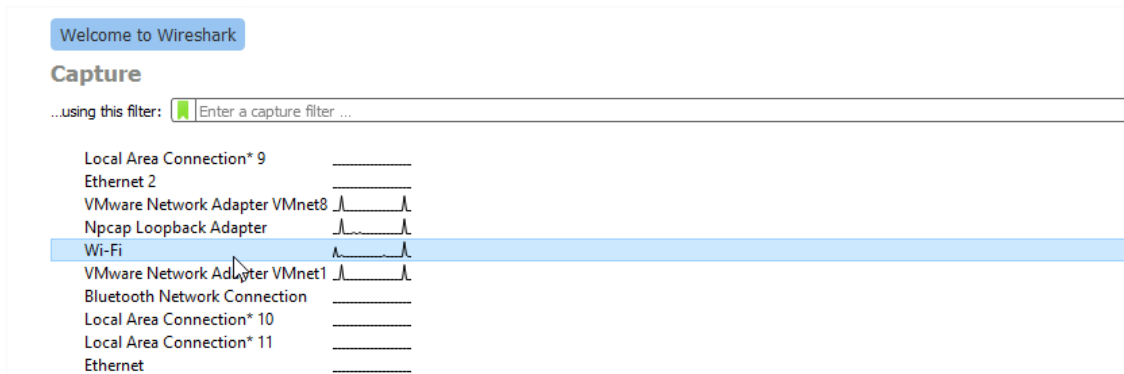 Welcome to Wireshark
Capture
...using this filter: Enter a capture filter ...
Local Area Connection* 9
Ethernet 2
VMware Network Adapter VMnet8
Npcap Loopback Adapter
Wi-Fi
VMware Network Adapter VMnet1
Bluetooth Network Connection
Local Area Connection* 10
Local Area Connection* 11
Ethernet